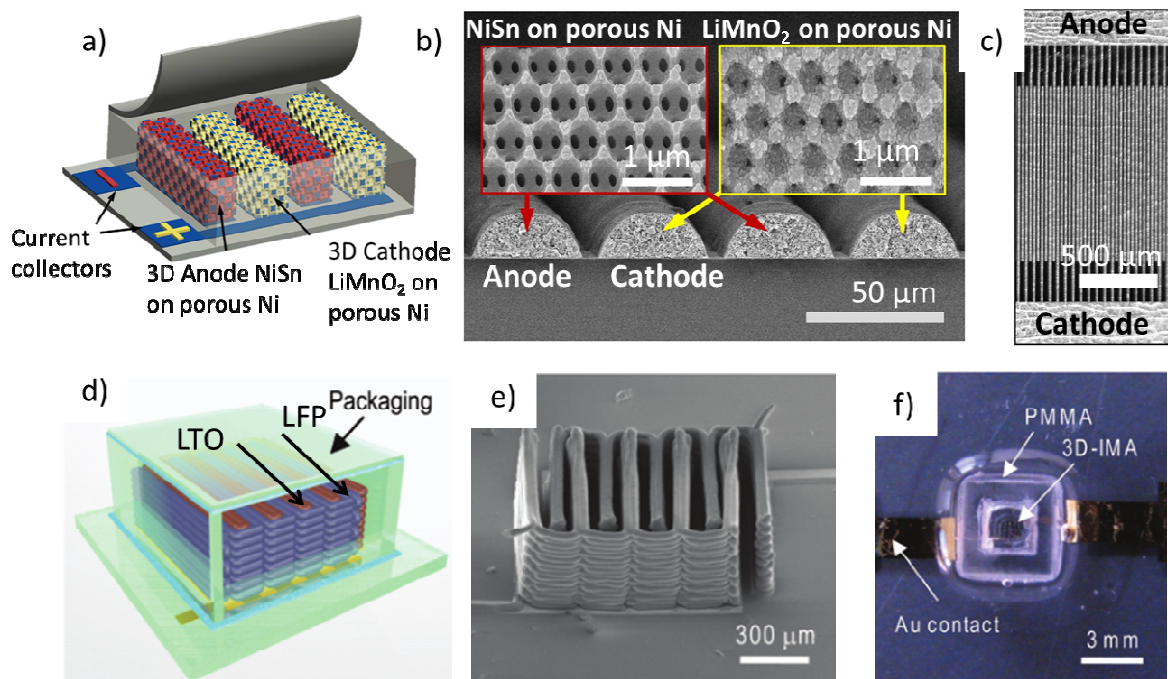 a)
Current
collectors
3D Anode NiSn
on porous Ni
3D Cathode
LiMnO₂ on
porous Ni
b)
NiSn on porous Ni
LiMnO₂ on porous Ni
1 µm
1 µm
Anode
Cathode
50 µm
c)
Anode
500 µm
Cathode
d)
Packaging
LFP
LTO
e)
300 µm
f)
PMMA
3D-IMA
Au contact
3 mm